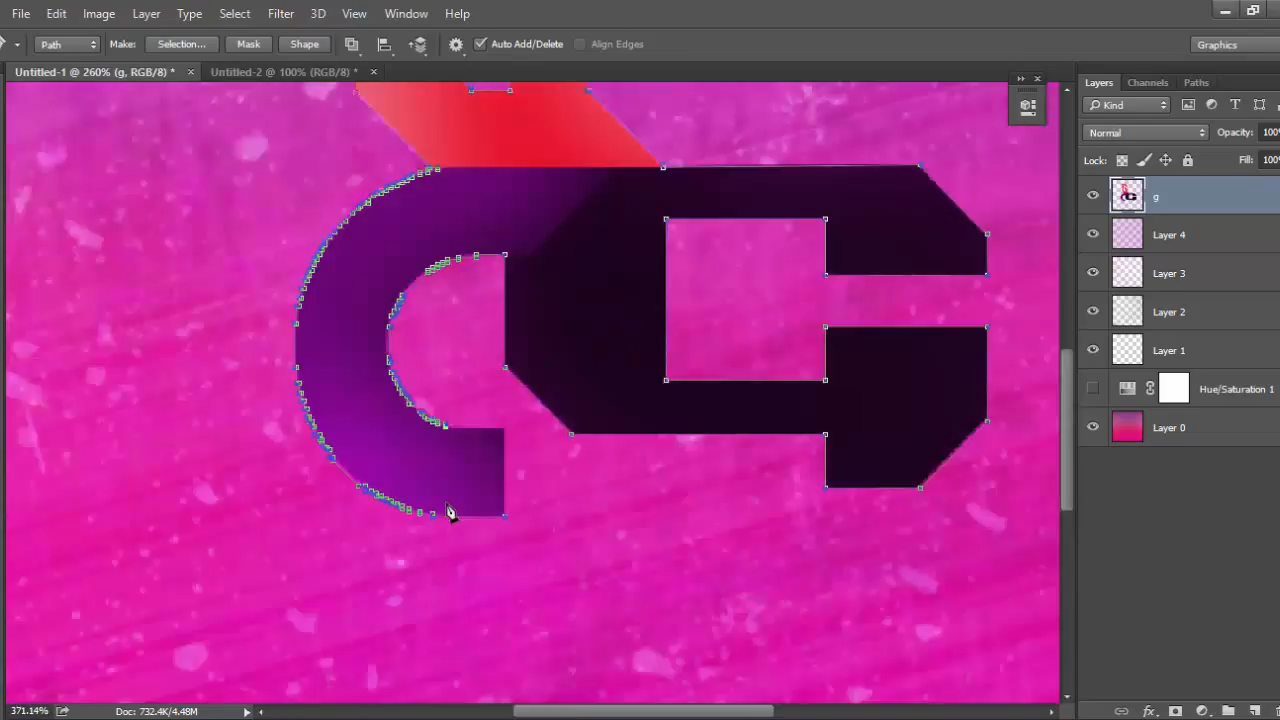 File Edit Image Layer Type Select Filter 3D View Window Help
Path Make: Selection... Mask Shape Auto Add/Delete Align Edges Graphics
Untitled-1 @ 260% (g, RGB/8) * × Untitled-2 @ 100% (RGB/8) * ×
Layers Channels Paths
Kind
Normal Opacity: 100
Lock: Fill: 100
g
Layer 4
Layer 3
Layer 2
Layer 1
Hue/Saturation 1
Layer 0
371.14% Doc: 732.4K/4.48M